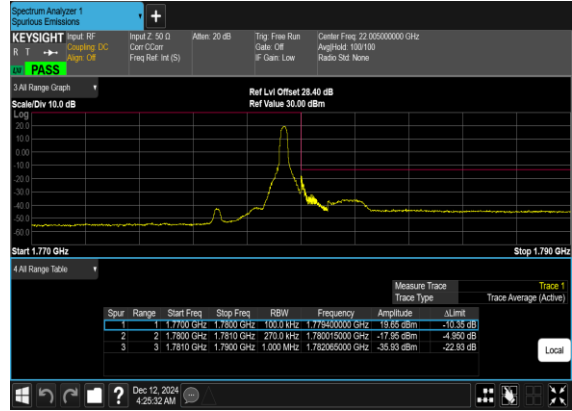 Spectrum Analyzer 1
Spurious Emissions
KEYSIGHT Input: RF Input Z: 50 Ω Atten: 20 dB Trig: Free Run Center Freq: 22.005000000 GHz
R T Coupling: DC Corr CCorr Gate: Off Avg|Hold: 100/100
Align: Off Freq Ref: Int (S) IF Gain: Low Radio Std: None
PASS
3 All Range Graph
Ref Lvl Offset 28.40 dB
Scale/Div 10.0 dB Ref Value 30.00 dBm
Log
20.0
10.0
0.00
-10.0
-20.0
-30.0
-40.0
-50.0
-60.0
Start 1.770 GHz Stop 1.790 GHz
4 All Range Table
Measure Trace Trace 1
Trace Type Trace Average (Active)
Spur Range Start Freq Stop Freq RBW Frequency Amplitude ΔLimit
1 1 1.7700 GHz 1.7800 GHz 100.0 kHz 1.779400000 GHz 19.65 dBm -10.35 dB
2 2 1.7800 GHz 1.7810 GHz 270.0 kHz 1.780015000 GHz -17.95 dBm -4.950 dB
3 3 1.7810 GHz 1.7900 GHz 1.000 MHz 1.782065000 GHz -35.93 dBm -22.93 dB
Local
? Dec 12, 2024
4:25:32 AM